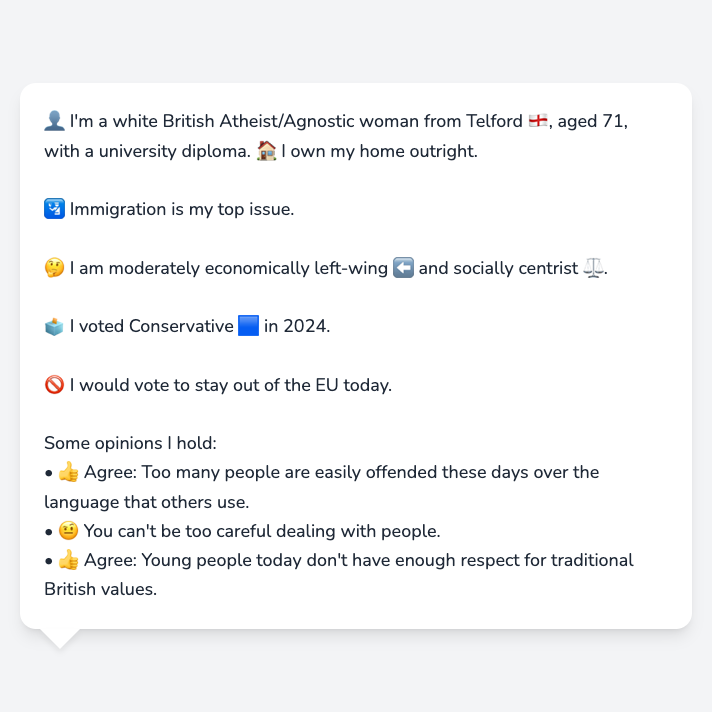 👤 I'm a white British Atheist/Agnostic woman from Telford 🏴󠁧󠁢󠁥󠁮󠁧󠁿, aged 71,
with a university diploma. 🏠 I own my home outright.
🛂 Immigration is my top issue.
🤔 I am moderately economically left-wing ⬅️ and socially centrist ⚖️.
🗳️ I voted Conservative 🟦 in 2024.
🚫 I would vote to stay out of the EU today.
Some opinions I hold:
• 👍 Agree: Too many people are easily offended these days over the
language that others use.
• 🤨 You can't be too careful dealing with people.
• 👍 Agree: Young people today don't have enough respect for traditional
British values.